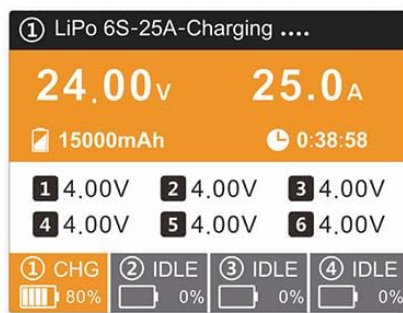 ① LiPo 6S-25A-Charging ....
24.00V 25.0A
15000mAh 0:38:58
1 4.00V 2 4.00V 3 4.00V
4 4.00V 5 4.00V 6 4.00V
① CHG ② IDLE ③ IDLE ④ IDLE
80% 0% 0% 0%